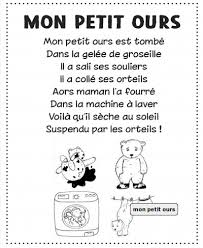 MON PETIT OURS
Mon petit ours est tombé
Dans la gelée de groseille
Il a sali ses souliers
Il a collé ses orteils
Aors maman l'a fourré
Dans la machine à laver
Voilà qu'il sèche au soleil
Suspendu par les orteils !
mon petit ours